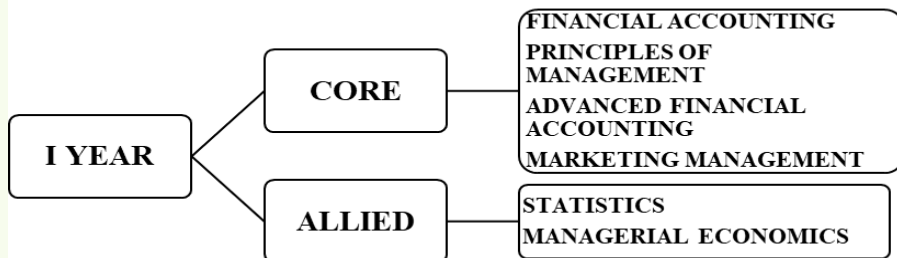 I YEAR
CORE
FINANCIAL ACCOUNTING
PRINCIPLES OF
MANAGEMENT
ADVANCED FINANCIAL
ACCOUNTING
MARKETING MANAGEMENT
ALLIED
STATISTICS
MANAGERIAL ECONOMICS